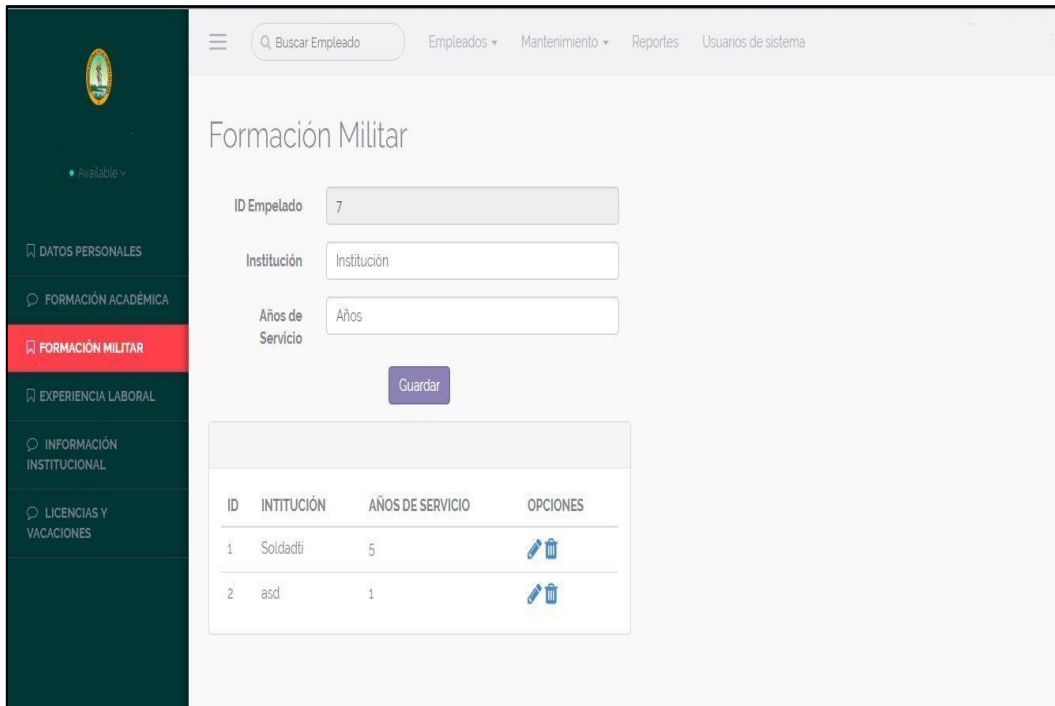 Buscar Empleado
Empleados
Mantenimiento
Reportes
Usuarios de sistema
Available
DATOS PERSONALES
FORMACIÓN ACADÉMICA
FORMACIÓN MILITAR
EXPERIENCIA LABORAL
INFORMACIÓN
INSTITUCIONAL
LICENCIAS Y
VACACIONES
Formación Militar
ID Empelado 7
Institución Institución
Años de Años
Servicio
Guardar
ID INTITUCIÓN AÑOS DE SERVICIO OPCIONES
1 Soldadti 5
2 asd 1